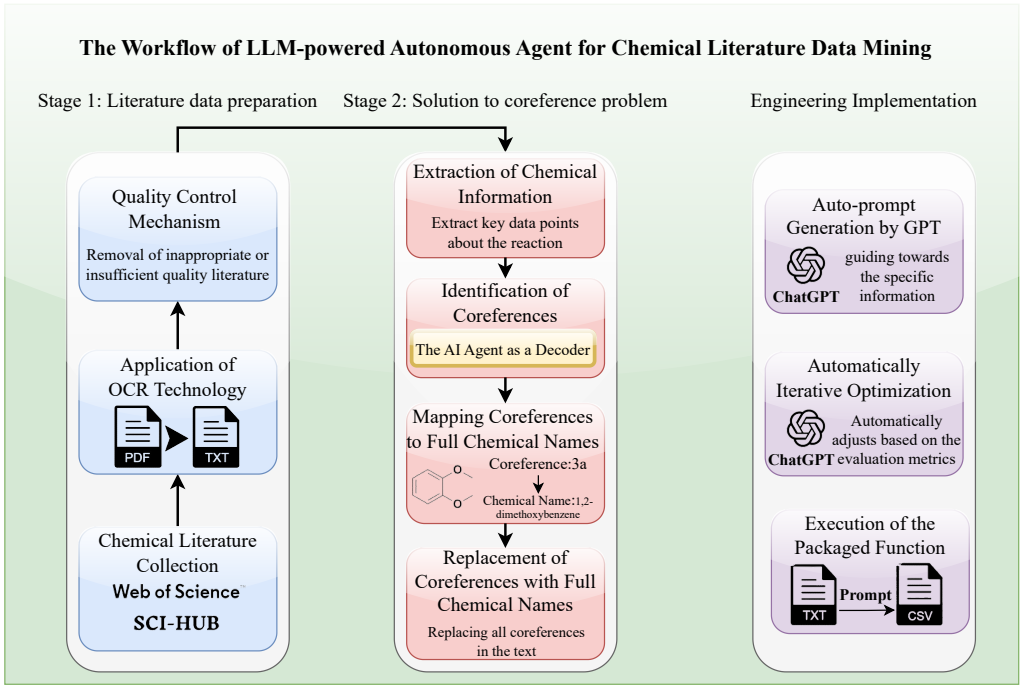 The Workflow of LLM-powered Autonomous Agent for Chemical Literature Data Mining
Stage 1: Literature data preparation
Stage 2: Solution to coreference problem
Engineering Implementation
Quality Control
Mechanism
Removal of inappropriate or
insufficient quality literature
Application of
OCR Technology
PDF
TXT
Chemical Literature
Collection
Web of Science™
SCI-HUB
Extraction of Chemical
Information
Extract key data points
about the reaction
Identification of
Coreferences
The AI Agent as a Decoder
Mapping Coreferences
to Full Chemical Names
O
O
Coreference:3a
Chemical Name:1,2-
dimethoxybenzene
Replacement of
Coreferences with Full
Chemical Names
Replacing all coreferences
in the text
Auto-prompt
Generation by GPT
ChatGPT
guiding towards
the specific
information
Automatically
Iterative Optimization
ChatGPT
Automatically
adjusts based on the
evaluation metrics
Execution of the
Packaged Function
TXT
Prompt
CSV